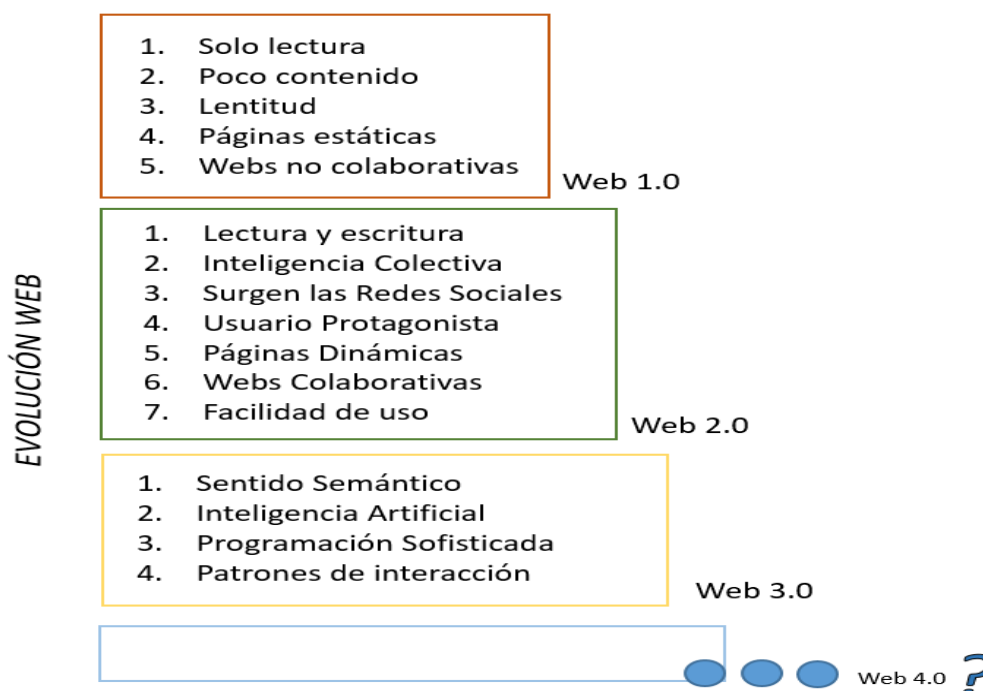 EVOLUCIÓN WEB
1. Solo lectura
2. Poco contenido
3. Lentitud
4. Páginas estáticas
5. Webs no colaborativas
Web 1.0
1. Lectura y escritura
2. Inteligencia Colectiva
3. Surgen las Redes Sociales
4. Usuario Protagonista
5. Páginas Dinámicas
6. Webs Colaborativas
7. Facilidad de uso
Web 2.0
1. Sentido Semántico
2. Inteligencia Artificial
3. Programación Sofisticada
4. Patrones de interacción
Web 3.0
Web 4.0 ?